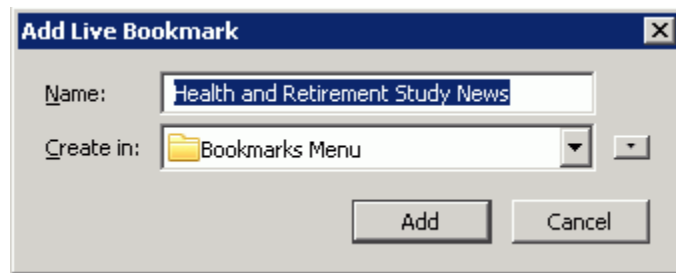 Add Live Bookmark
Name: Health and Retirement Study News
Create in: Bookmarks Menu
Add Cancel